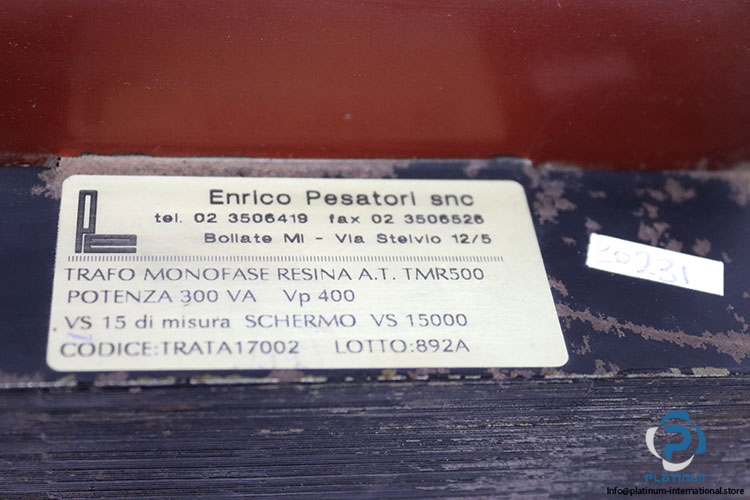 Enrico Pesatori snc
tel. 02 3506419 fax 02 3506526
Bollate MI - Via Stelvio 12/5
TRAFO MONOFASE RESINA A.T. TMR500
POTENZA 300 VA Vp 400
VS 15 di misura SCHERMO VS 15000
CODICE:TRATA17002 LOTTO:892A
20231
PLATINUM
Info@platinum-international.store